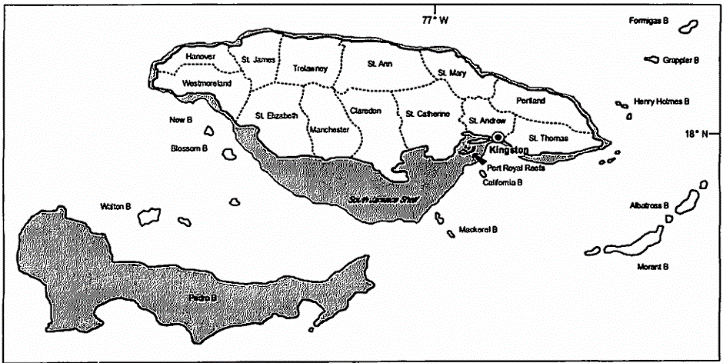 77° W
Formigas B
Grappler B
Hanover
St. James
Trelawney
St. Ann
St. Mary
Portland
Westmoreland
Henry Holmes B
New B
St. Elizabeth
Manchester
Claredon
St. Catherine
St. Andrew
St. Thomas
18° N
Blossom B
Kingston
Port Royal Reefs
California B
South Jamaica Shelf
Walton B
Albatross B
Mackerel B
Morant B
Pedro B